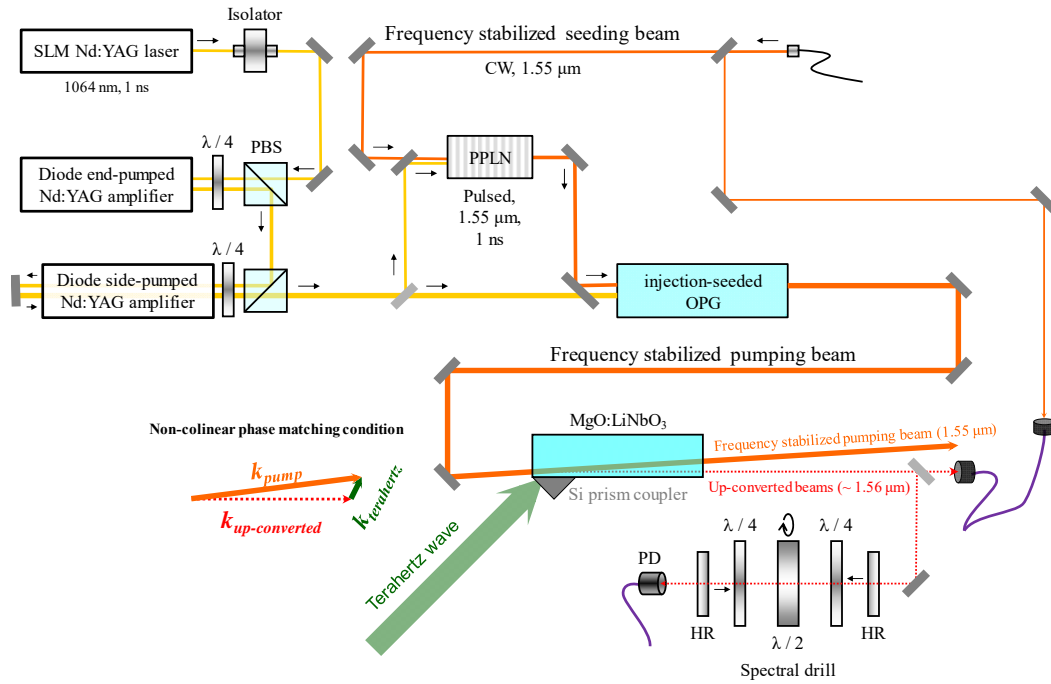 Isolator
SLM Nd:YAG laser
1064 nm, 1 ns
Frequency stabilized seeding beam
CW, 1.55 μm
λ / 4
PBS
Diode end-pumped
Nd:YAG amplifier
PPLN
Pulsed,
1.55 μm,
1 ns
λ / 4
Diode side-pumped
Nd:YAG amplifier
injection-seeded
OPG
Frequency stabilized pumping beam
MgO:LiNbO3
Non-colinear phase matching condition
Frequency stabilized pumping beam (1.55 μm)
k pump
k terahertz
k up-converted
Si prism coupler
Up-converted beams (~ 1.56 μm)
Terahertz wave
λ / 4
λ / 4
PD
HR
HR
λ / 2
Spectral drill